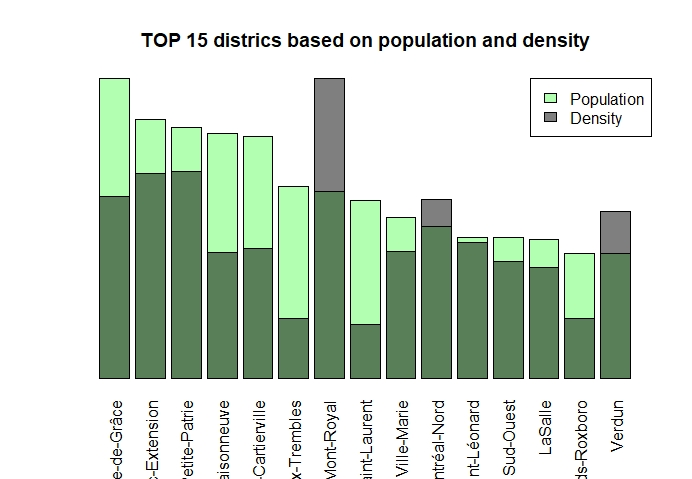 TOP 15 districs based on population and density
Population
Density
e-de-Grâce
c-Extension
Petite-Patrie
aisonneuve
-Cartierville
x-Trembles
Mont-Royal
aint-Laurent
Ville-Marie
ntréal-Nord
nt-Léonard
Sud-Ouest
LaSalle
ds-Roxboro
Verdun